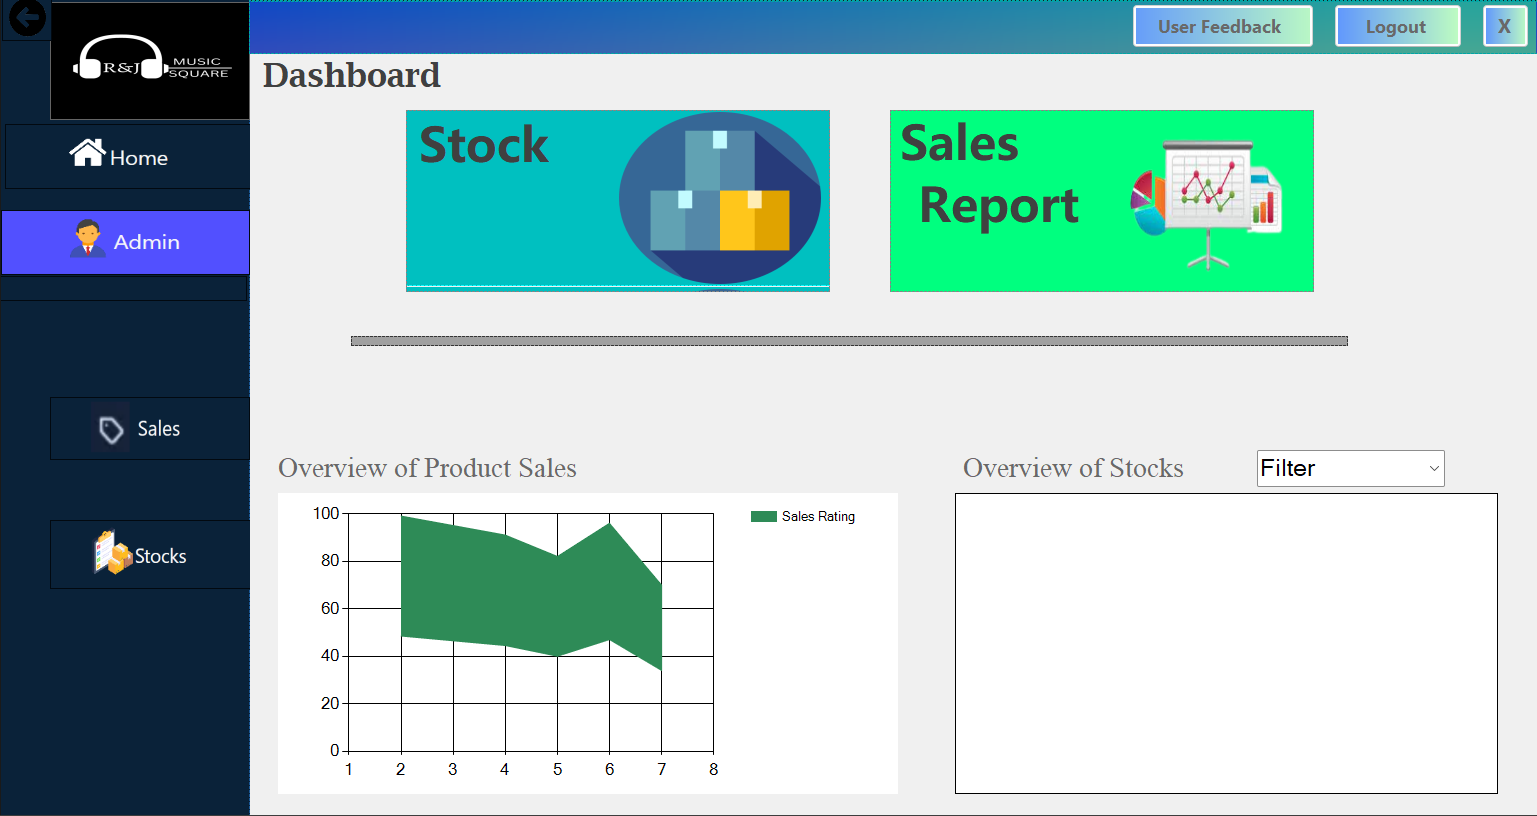 User Feedback
Logout
X
R&J
MUSIC
SQUARE
Dashboard
Home
Admin
Sales
Stocks
Stock
Sales
Report
Overview of Product Sales
Overview of Stocks
Filter
100
80
60
40
20
0
1 2 3 4 5 6 7 8
Sales Rating